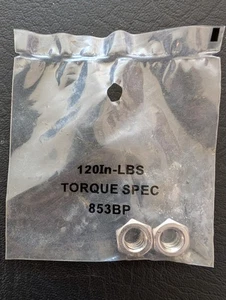 120In-LBS
TORQUE SPEC
853BP